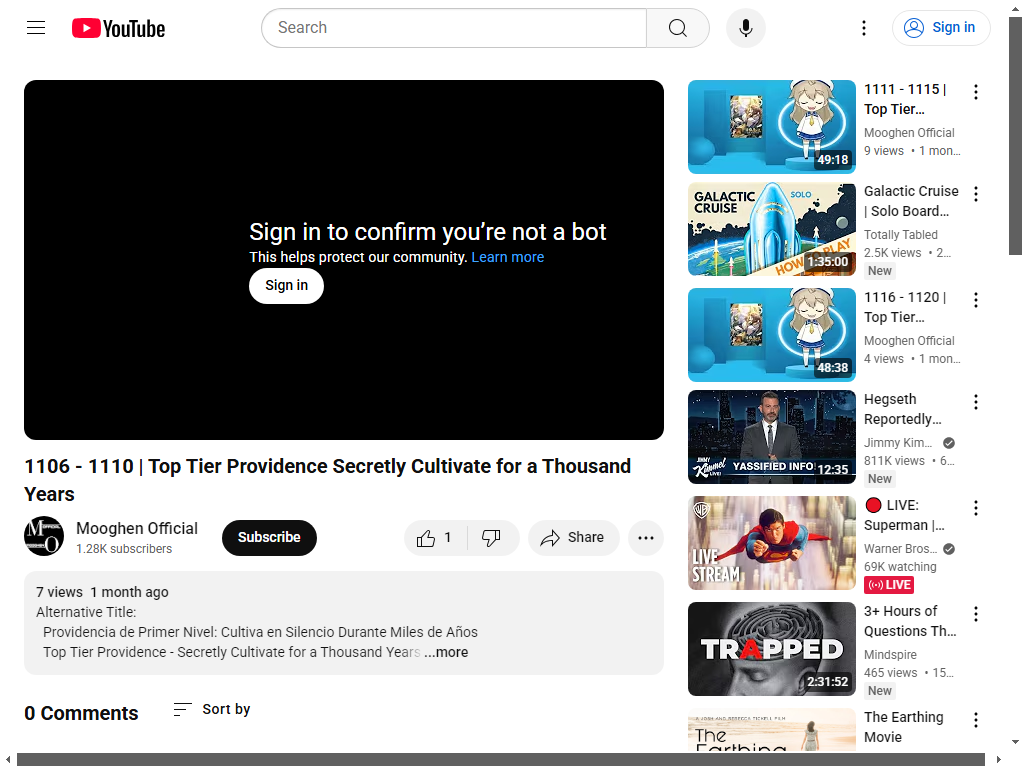 YouTube
Search
Sign in
Sign in to confirm you’re not a bot
This helps protect our community. Learn more
Sign in
1106 - 1110 | Top Tier Providence Secretly Cultivate for a Thousand
Years
Mooghen Official
1.28K subscribers
Subscribe
1
Share
7 views 1 month ago
Alternative Title:
Providencia de Primer Nivel: Cultiva en Silencio Durante Miles de Años
Top Tier Providence - Secretly Cultivate for a Thousand Years ...more
0 Comments
Sort by
49:18
1111 - 1115 |
Top Tier...
Mooghen Official
9 views • 1 mon...
GALACTIC
CRUISE
SOLO
HOW
PLAY
1:35:00
Galactic Cruise
| Solo Board...
Totally Tabled
2.5K views • 2...
New
48:38
1116 - 1120 |
Top Tier...
Mooghen Official
4 views • 1 mon...
JIMMY
Kimmel
LIVE!
YASSIFIED INFO
12:35
Hegseth
Reportedly...
Jimmy Kim...
811K views • 6...
New
WB
LIVE
STREAM
LIVE:
Superman |...
Warner Bros...
69K watching
LIVE
TRAPPED
2:31:52
3+ Hours of
Questions Th...
Mindspire
465 views • 15...
New
A JOSH AND REBECCA TICKELL FILM
The
Earthing
The Earthing
Movie